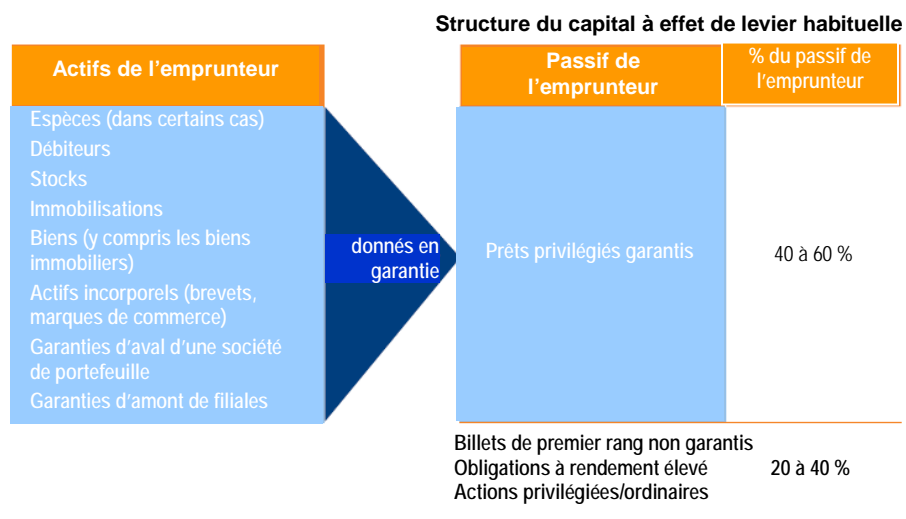 Structure du capital à effet de levier habituelle
Actifs de l'emprunteur
Espèces (dans certains cas)
Débiteurs
Stocks
Immobilisations
Biens (y compris les biens
immobiliers)
Actifs incorporels (brevets,
marques de commerce)
Garanties d'aval d'une société
de portefeuille
Garanties d'amont de filiales
donnés en
garantie
Passif de
l'emprunteur
% du passif de
l'emprunteur
Prêts privilégiés garantis
40 à 60 %
Billets de premier rang non garantis
Obligations à rendement élevé
Actions privilégiées/ordinaires
20 à 40 %